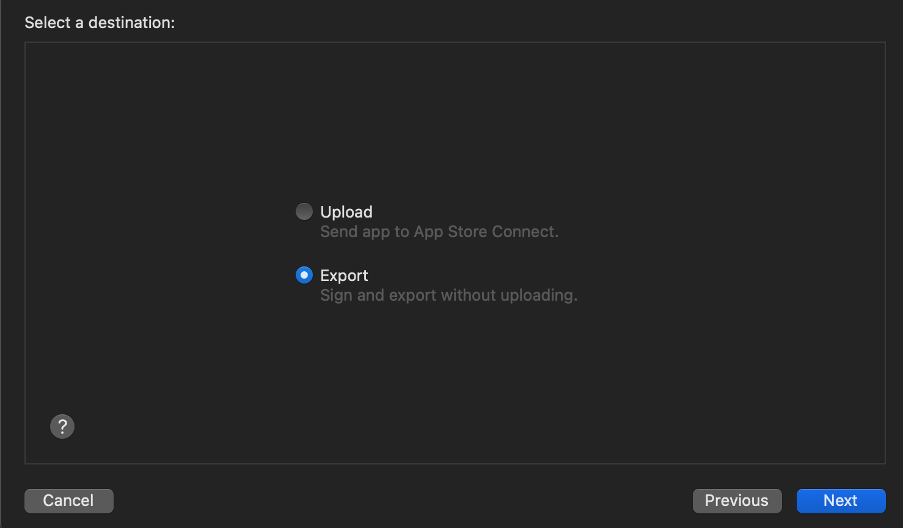 Select a destination:
Upload
Send app to App Store Connect.
Export
Sign and export without uploading.
?
Cancel
Previous
Next